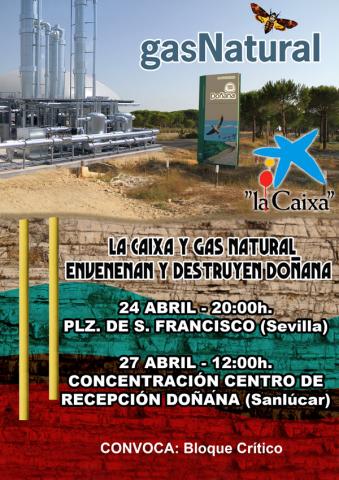 gasNatural
Doñana
"la Caixa"
LA CAIXA Y GAS NATURAL
ENVENENAN Y DESTRUYEN DOÑANA
24 ABRIL - 20:00h.
PLZ. DE S. FRANCISCO (Sevilla)
27 ABRIL - 12:00h.
CONCENTRACIÓN CENTRO DE
RECEPCIÓN DOÑANA (Sanlúcar)
CONVOCA: Bloque Crítico